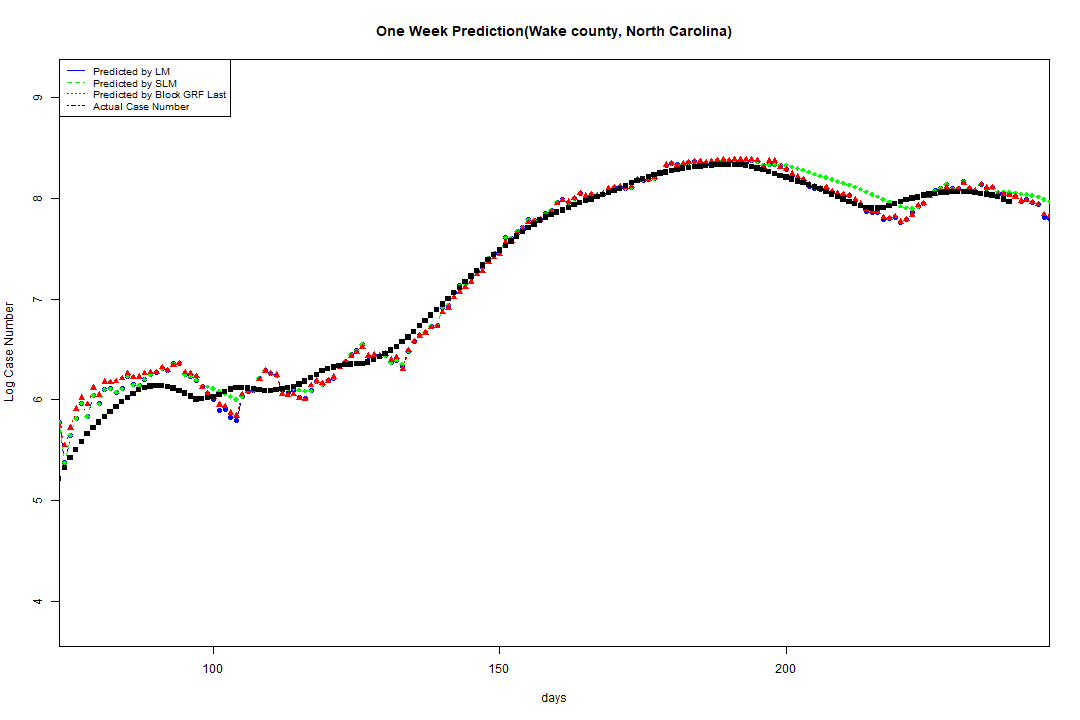 One Week Prediction(Wake county, North Carolina)
Predicted by LM
Predicted by SLM
Predicted by Block GRF Last
Actual Case Number
9
8
7
6
5
4
Log Case Number
100 150 200
days